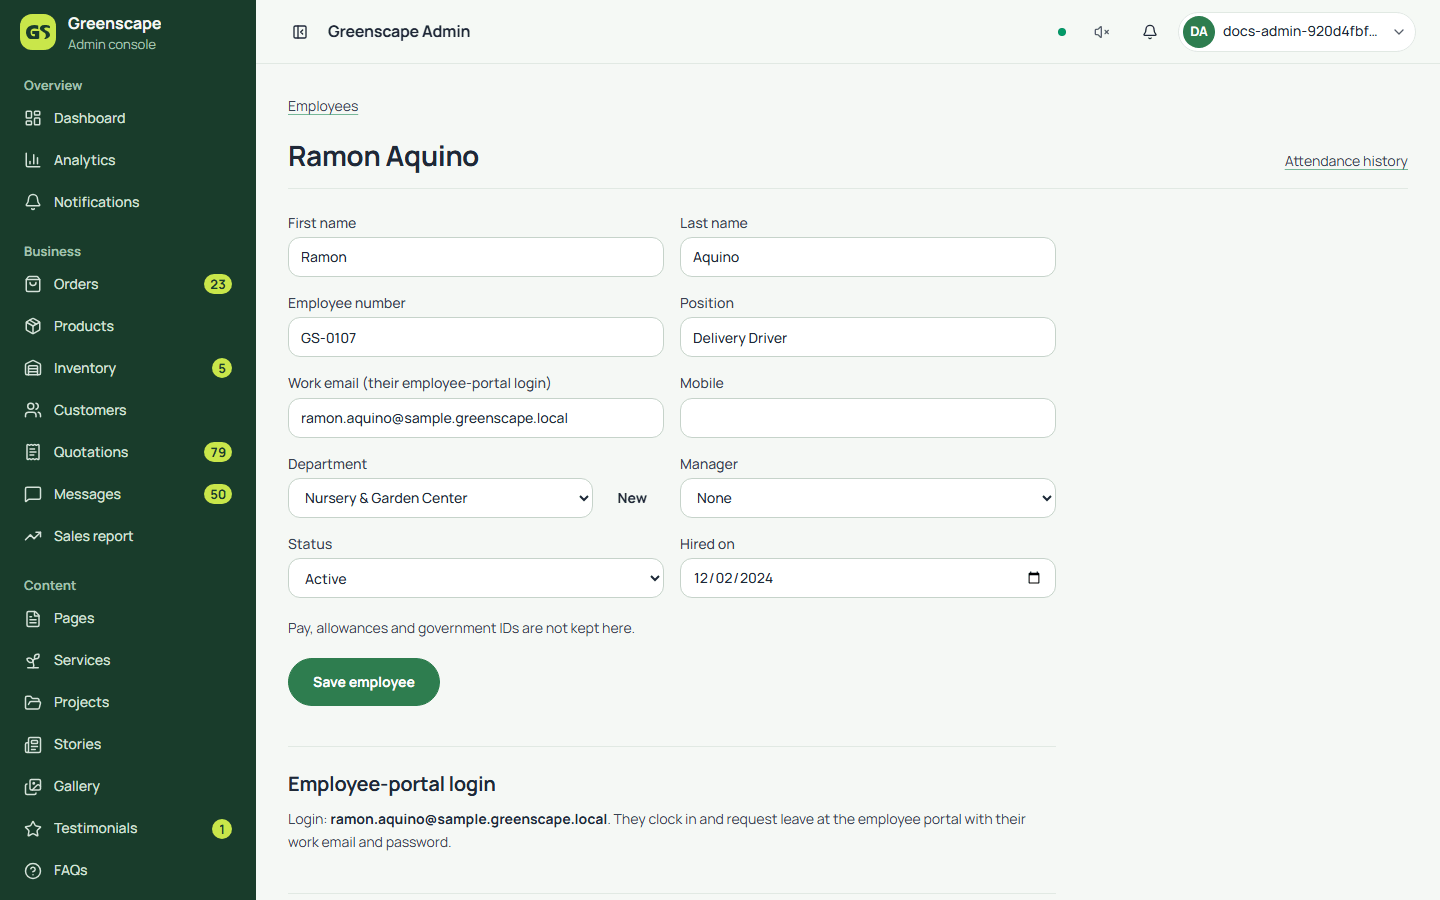 GS
Greenscape
Admin console
Overview
Dashboard
Analytics
Notifications
Business
Orders 23
Products
Inventory 5
Customers
Quotations 79
Messages 50
Sales report
Content
Pages
Services
Projects
Stories
Gallery
Testimonials 1
FAQs
Greenscape Admin
DA docs-admin-920d4fbf...
Employees
Ramon Aquino
Attendance history
First name
Ramon
Last name
Aquino
Employee number
GS-0107
Position
Delivery Driver
Work email (their employee-portal login)
ramon.aquino@sample.greenscape.local
Mobile
Department
Nursery & Garden Center
New
Manager
None
Status
Active
Hired on
12/02/2024
Pay, allowances and government IDs are not kept here.
Save employee
Employee-portal login
Login: ramon.aquino@sample.greenscape.local. They clock in and request leave at the employee portal with their
work email and password.